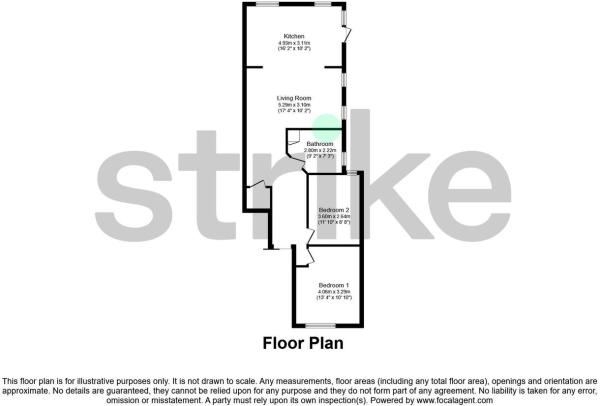 Kitchen
4.93m x 3.11m
(16' 2" x 10' 2")
Living Room
5.29m x 3.10m
(17' 4" x 10' 2")
strike
Bathroom
2.80m x 2.22m
(9' 2" x 7' 3")
Bedroom 2
3.60m x 2.64m
(11' 10" x 8' 8")
Bedroom 1
4.06m x 3.29m
(13' 4" x 10' 10")
Floor Plan
This floor plan is for illustrative purposes only. It is not drawn to scale. Any measurements, floor areas (including any total floor area), openings and orientation are
approximate. No details are guaranteed, they cannot be relied upon for any purpose and they do not form part of any agreement. No liability is taken for any error,
omission or misstatement. A party must rely upon its own inspection(s). Powered by www.focalagent.com